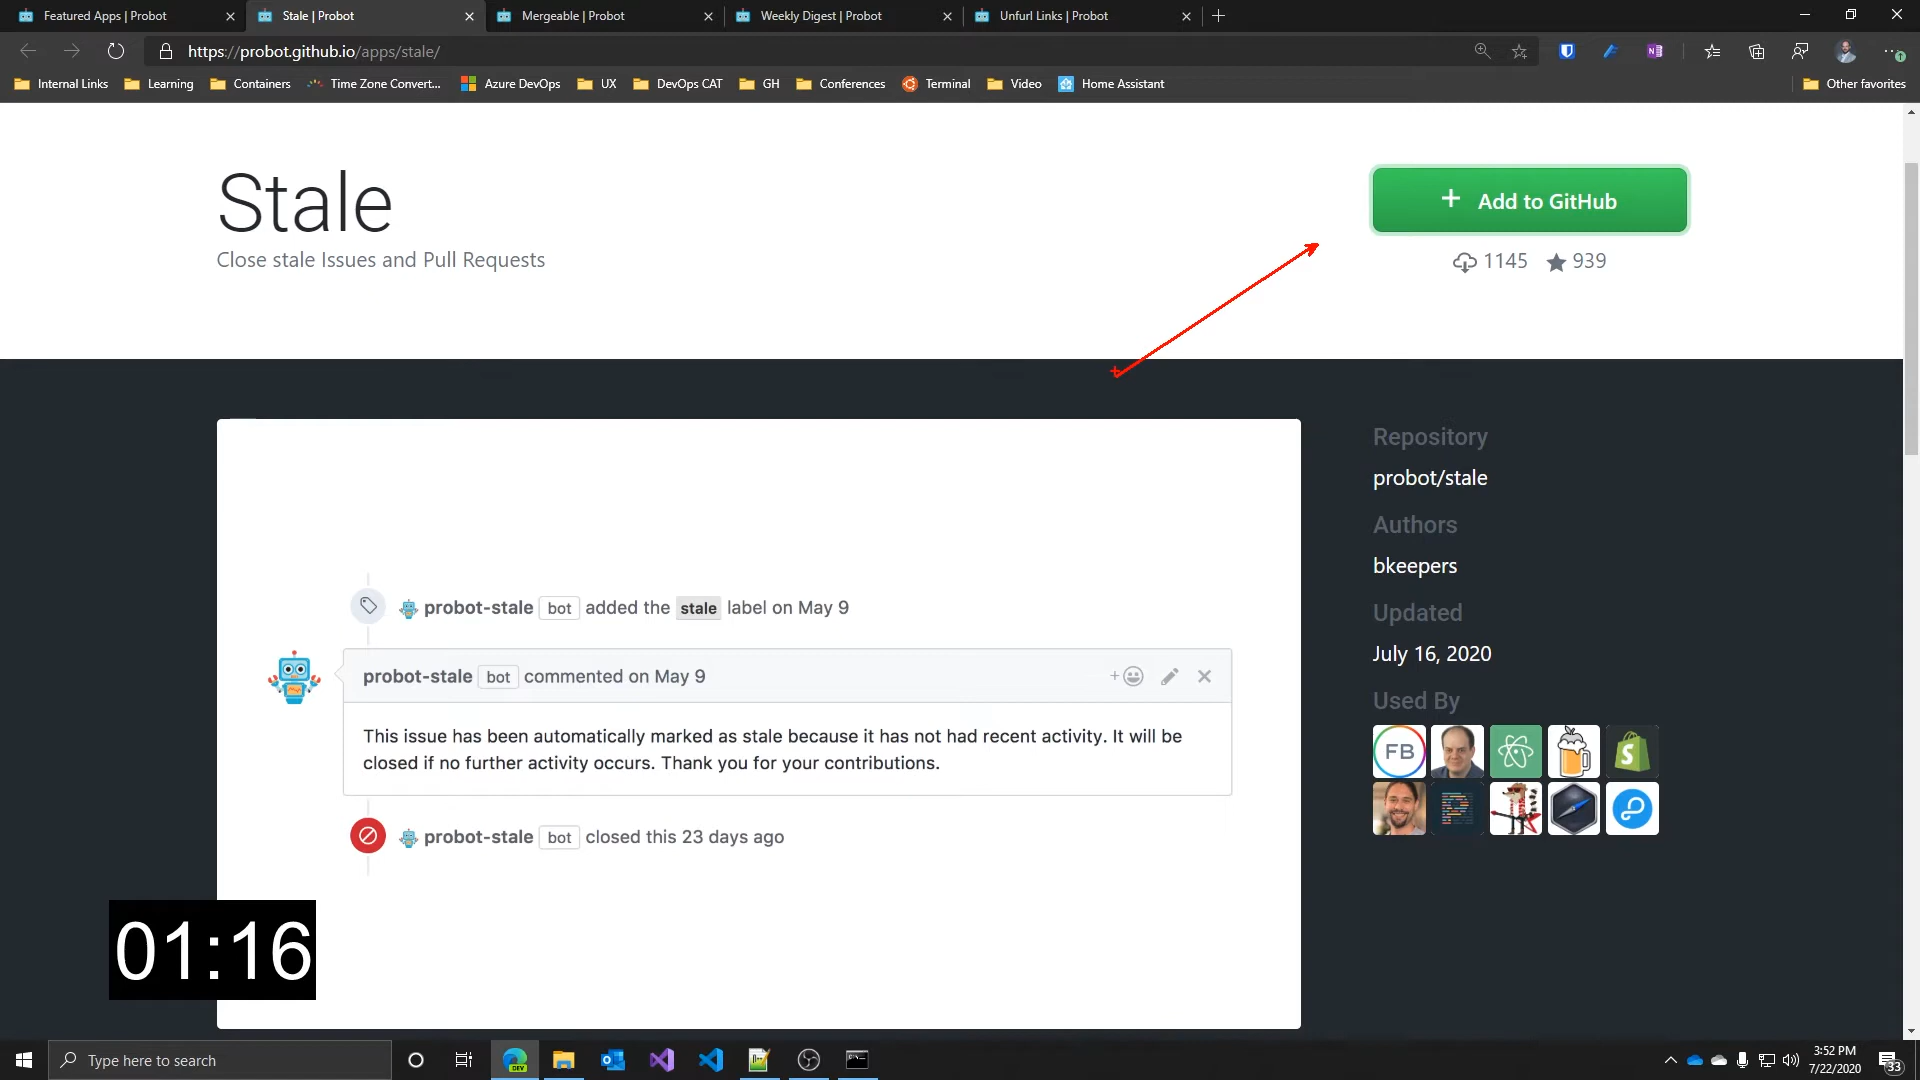 Featured Apps | Probot
Stale | Probot
Mergeable | Probot
Weekly Digest | Probot
Unfurl Links | Probot
https://probot.github.io/apps/stale/
Internal Links
Learning
Containers
Time Zone Convert...
Azure DevOps
UX
DevOps CAT
GH
Conferences
Terminal
Video
Home Assistant
Other favorites
Stale
Close stale Issues and Pull Requests
+ Add to GitHub
1145 939
probot-stale bot added the stale label on May 9
probot-stale bot commented on May 9
This issue has been automatically marked as stale because it has not had recent activity. It will be
closed if no further activity occurs. Thank you for your contributions.
probot-stale bot closed this 23 days ago
Repository
probot/stale
Authors
bkeepers
Updated
July 16, 2020
Used By
FB
01:16
Type here to search
DEV
3:52 PM
7/22/2020
33